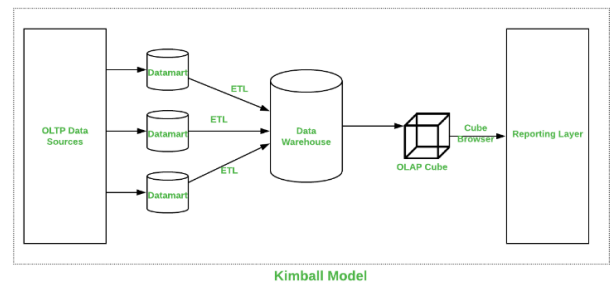 OLTP Data
Sources
Datamart
Datamart
Datamart
ETL
ETL
ETL
Data
Warehouse
OLAP Cube
Cube
Browser
Reporting Layer
Kimball Model